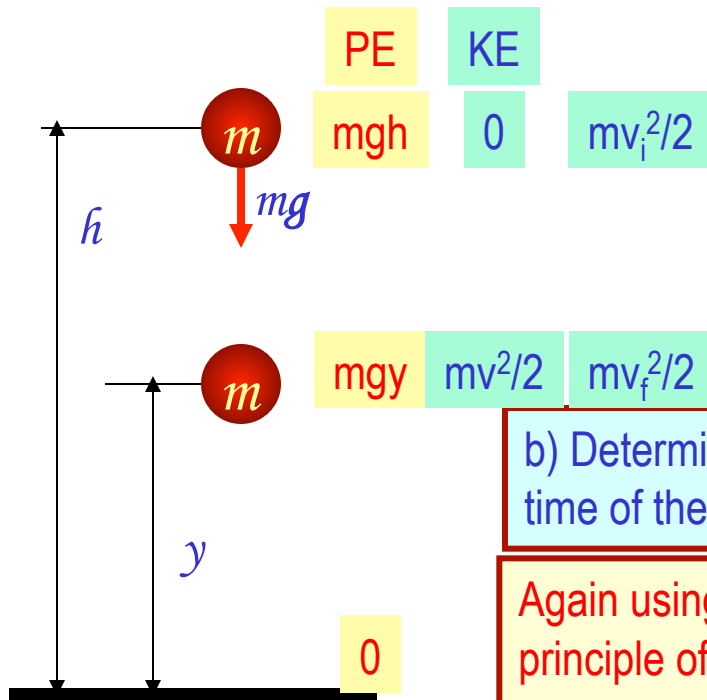 PE KE
m mgh 0 mvᵢ²/2
mg
h
m mgy mv²/2 mv_f²/2
b) Determi
time of the
y
Again using
principle of
0